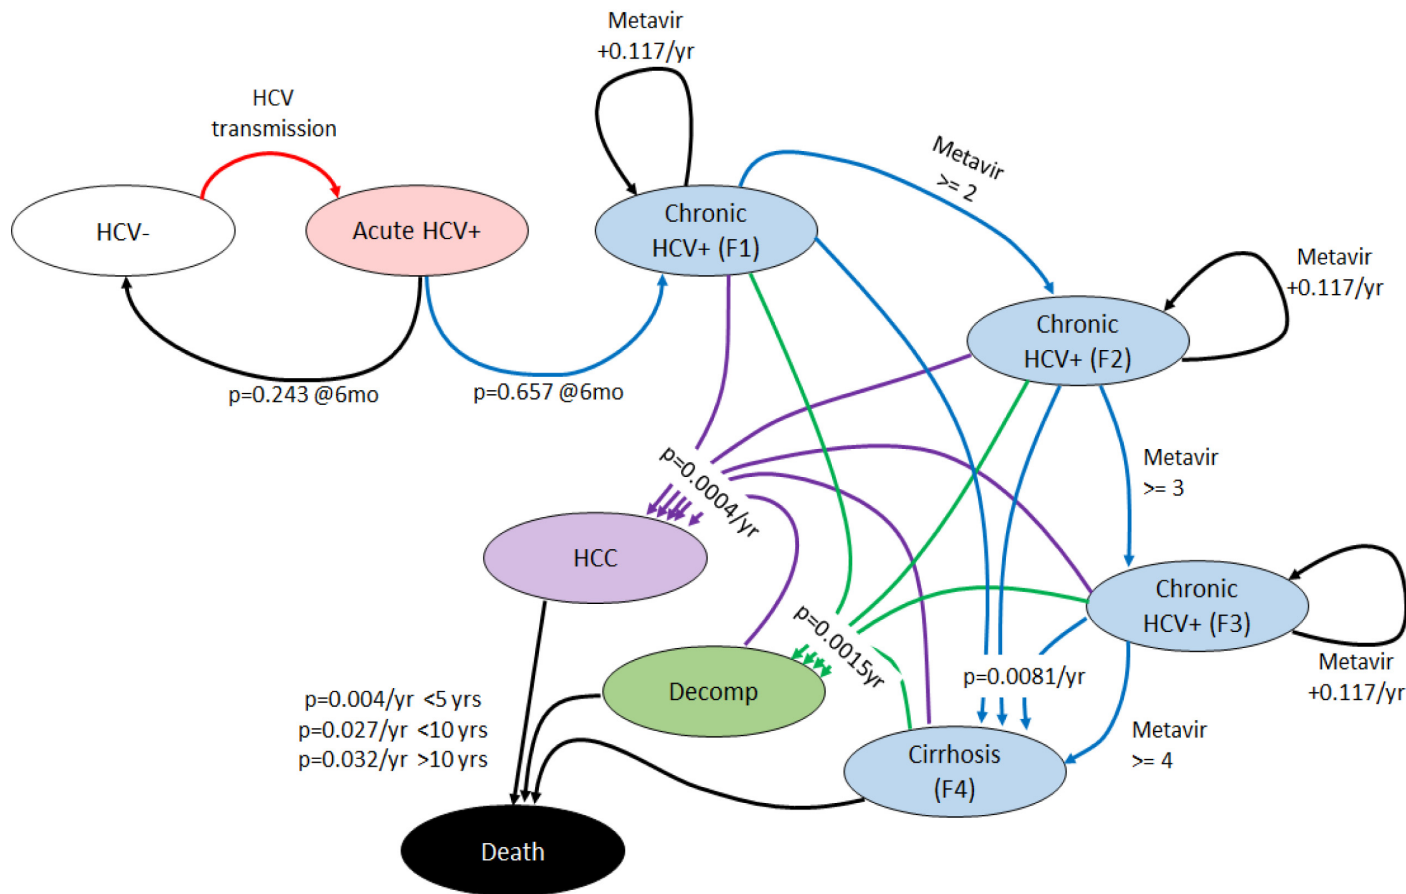 Metavir
+0.117/yr
HCV
transmission
Metavir
>= 2
HCV-
Acute HCV+
Chronic
HCV+ (F1)
Metavir
+0.117/yr
Chronic
HCV+ (F2)
p=0.243 @6mo
p=0.657 @6mo
p=0.0004/yr
Metavir
>= 3
HCC
Chronic
HCV+ (F3)
p=0.0015yr
p=0.0081/yr
Metavir
+0.117/yr
Decomp
p=0.004/yr <5 yrs
p=0.027/yr <10 yrs
p=0.032/yr >10 yrs
Metavir
>= 4
Cirrhosis
(F4)
Death